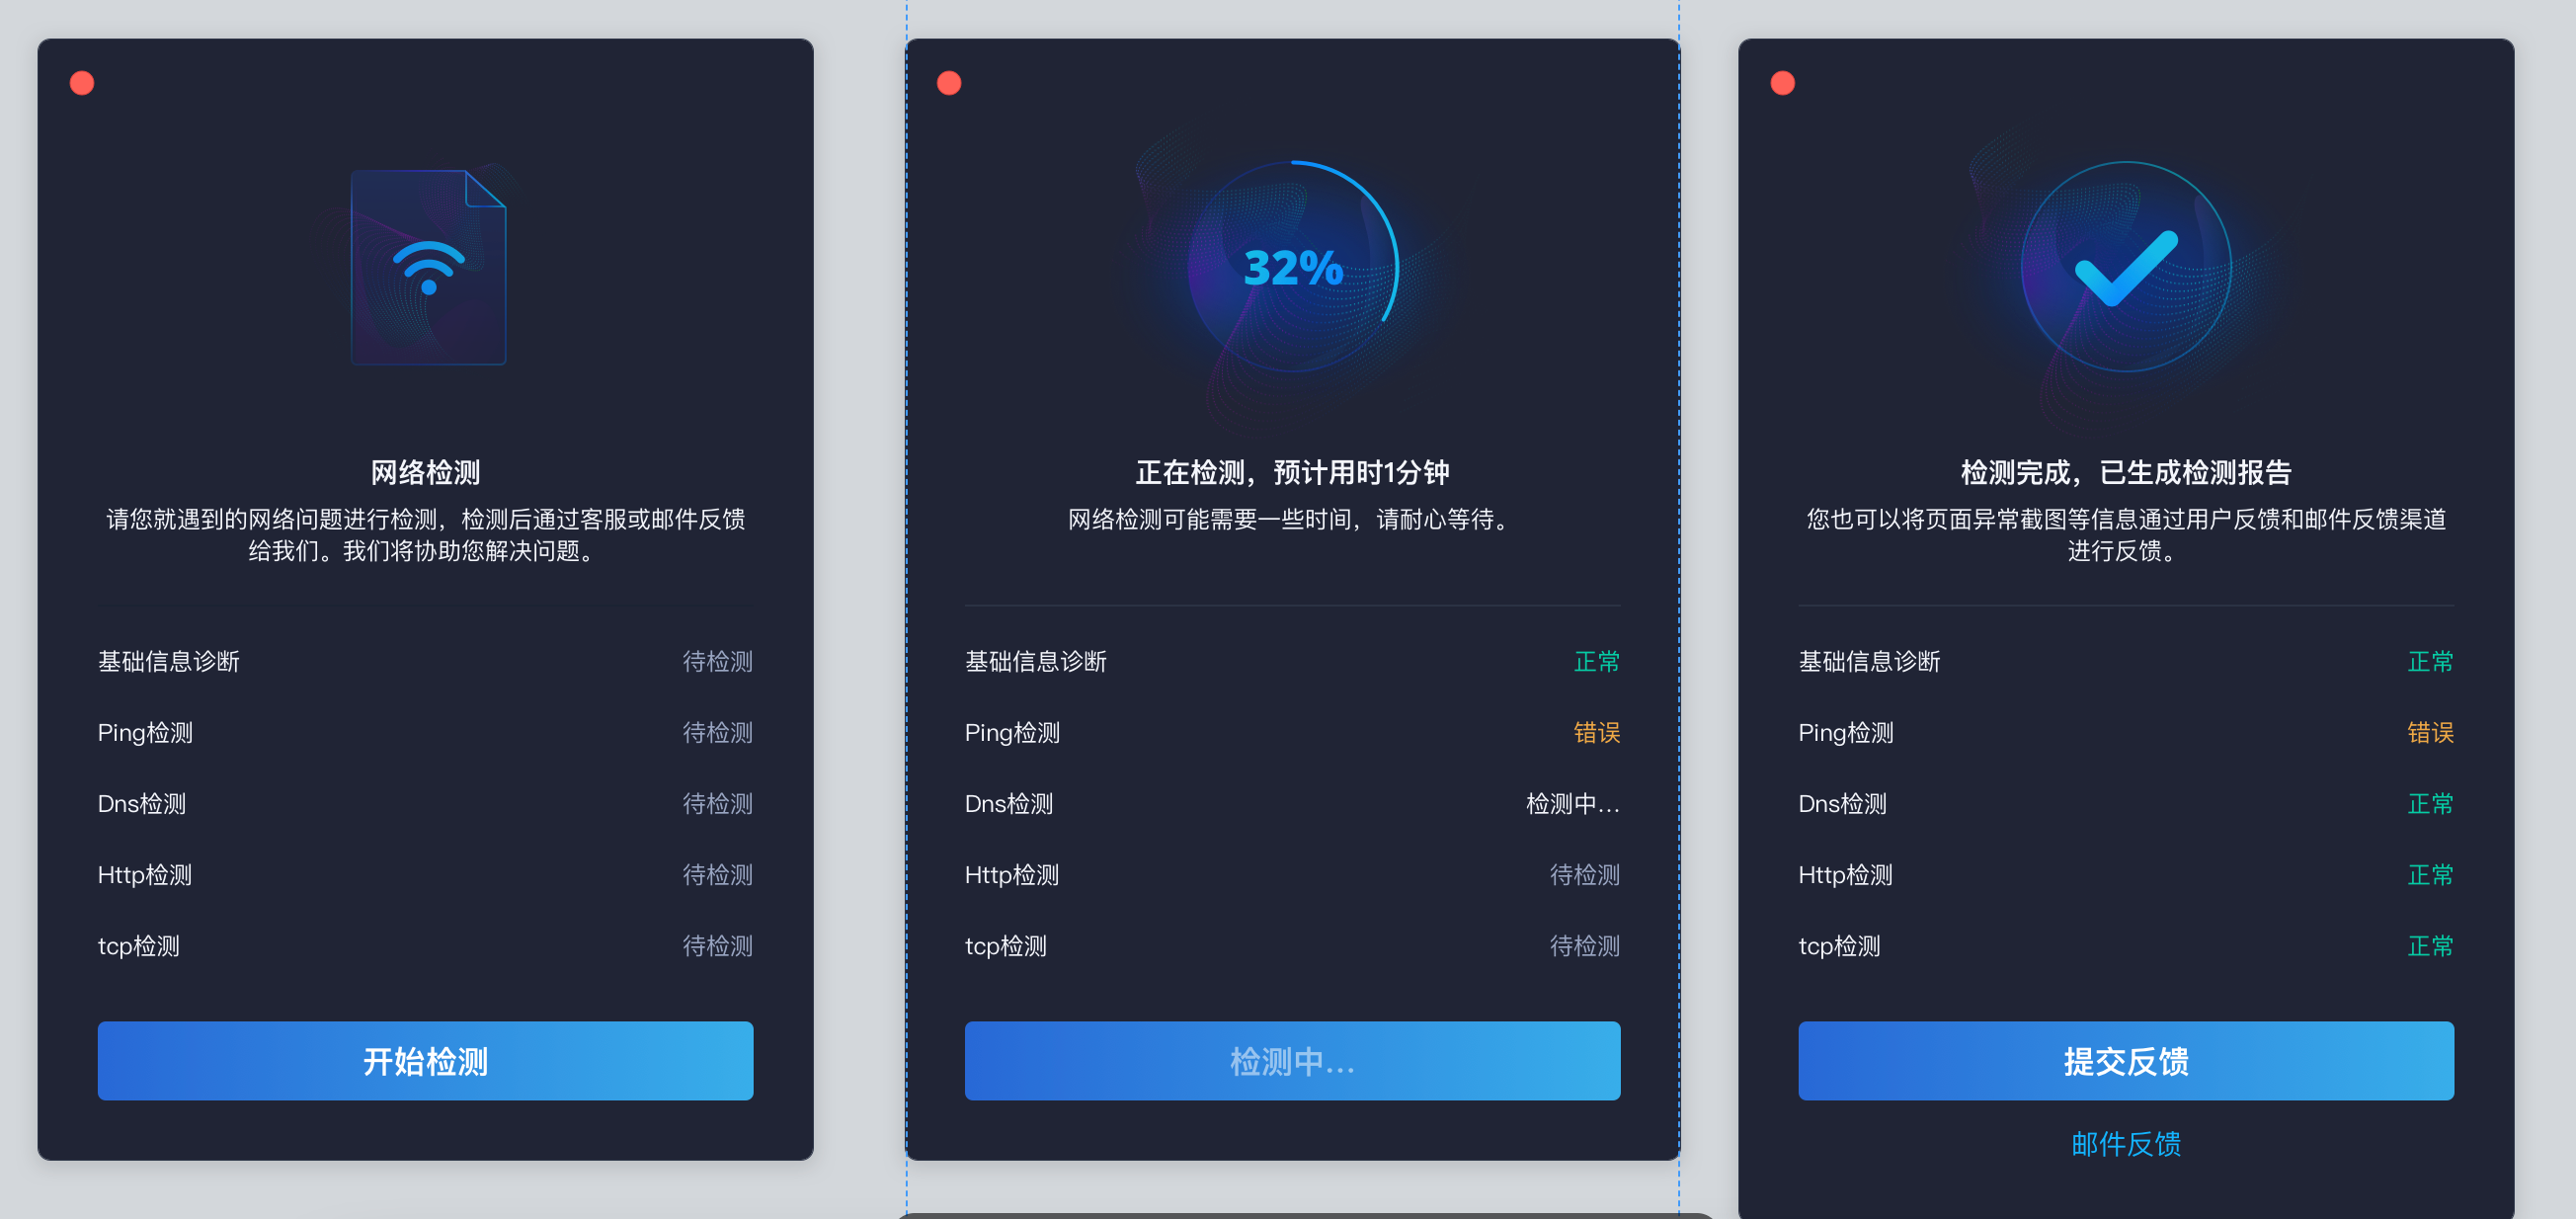 网络检测
请您就遇到的网络问题进行检测，检测后通过客服或邮件反馈
给我们。我们将协助您解决问题。
基础信息诊断 待检测
Ping检测 待检测
Dns检测 待检测
Http检测 待检测
tcp检测 待检测
开始检测
32%
正在检测，预计用时1分钟
网络检测可能需要一些时间，请耐心等待。
基础信息诊断 正常
Ping检测 错误
Dns检测 检测中...
Http检测 待检测
tcp检测 待检测
检测中...
检测完成，已生成检测报告
您也可以将页面异常截图等信息通过用户反馈和邮件反馈渠道
进行反馈。
基础信息诊断 正常
Ping检测 错误
Dns检测 正常
Http检测 正常
tcp检测 正常
提交反馈
邮件反馈